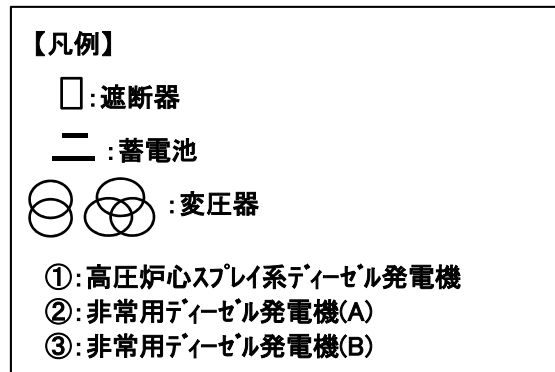 【凡例】
:遮断器
:蓄電池
:変圧器
①:高圧炉心ｽﾌﾟﾚｲ系ﾃﾞｨｰｾﾞﾙ発電機
②:非常用ﾃﾞｨｰｾﾞﾙ発電機(A)
③:非常用ﾃﾞｨｰｾﾞﾙ発電機(B)